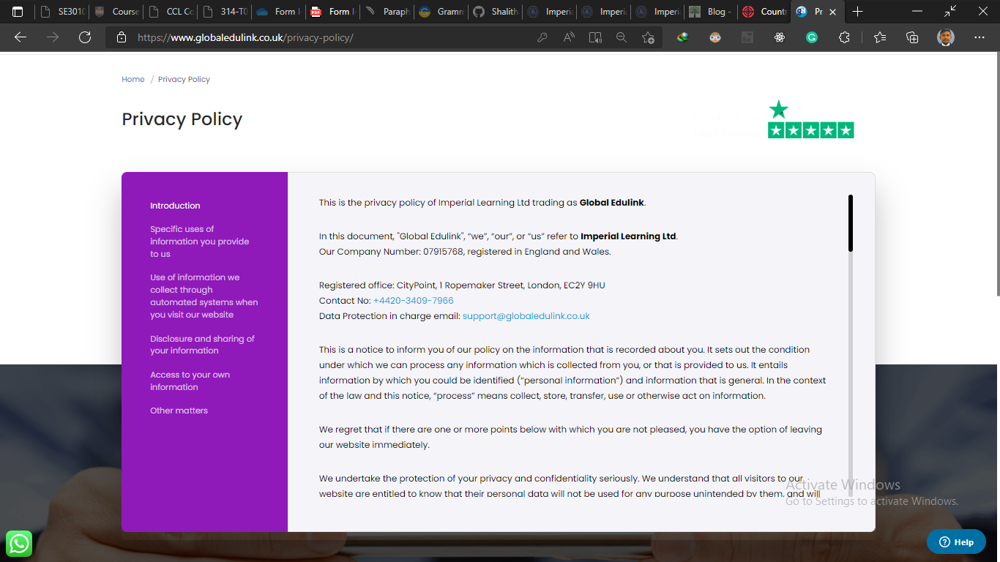 SE3010
Course
CCL Co
314-T0
Form I-
Form I-
Paraph
Gramm
Shalith
Imperia
Imperia
Imperia
Blog -
Countr
Pr
https://www.globaledulink.co.uk/privacy-policy/
Home / Privacy Policy
Privacy Policy
Introduction
Specific uses of
information you provide
to us
Use of information we
collect through
automated systems when
you visit our website
Disclosure and sharing of
your information
Access to your own
information
Other matters
This is the privacy policy of Imperial Learning Ltd trading as Global Edulink.
In this document, "Global Edulink", “we”, “our”, or “us” refer to Imperial Learning Ltd.
Our Company Number: 07915768, registered in England and Wales.
Registered office: CityPoint, 1 Ropemaker Street, London, EC2Y 9HU
Contact No: +4420-3409-7966
Data Protection in charge email: support@globaledulink.co.uk
This is a notice to inform you of our policy on the information that is recorded about you. It sets out the condition
under which we can process any information which is collected from you, or that is provided to us. It entails
information by which you could be identified (“personal information”) and information that is general. In the context
of the law and this notice, “process” means collect, store, transfer, use or otherwise act on information.
We regret that if there are one or more points below with which you are not pleased, you have the option of leaving
our website immediately.
We undertake the protection of your privacy and confidentiality seriously. We understand that all visitors to our
website are entitled to know that their personal data will not be used for any purpose unintended by them, and will
Activate Windows
Go to Settings to activate Windows.
Help